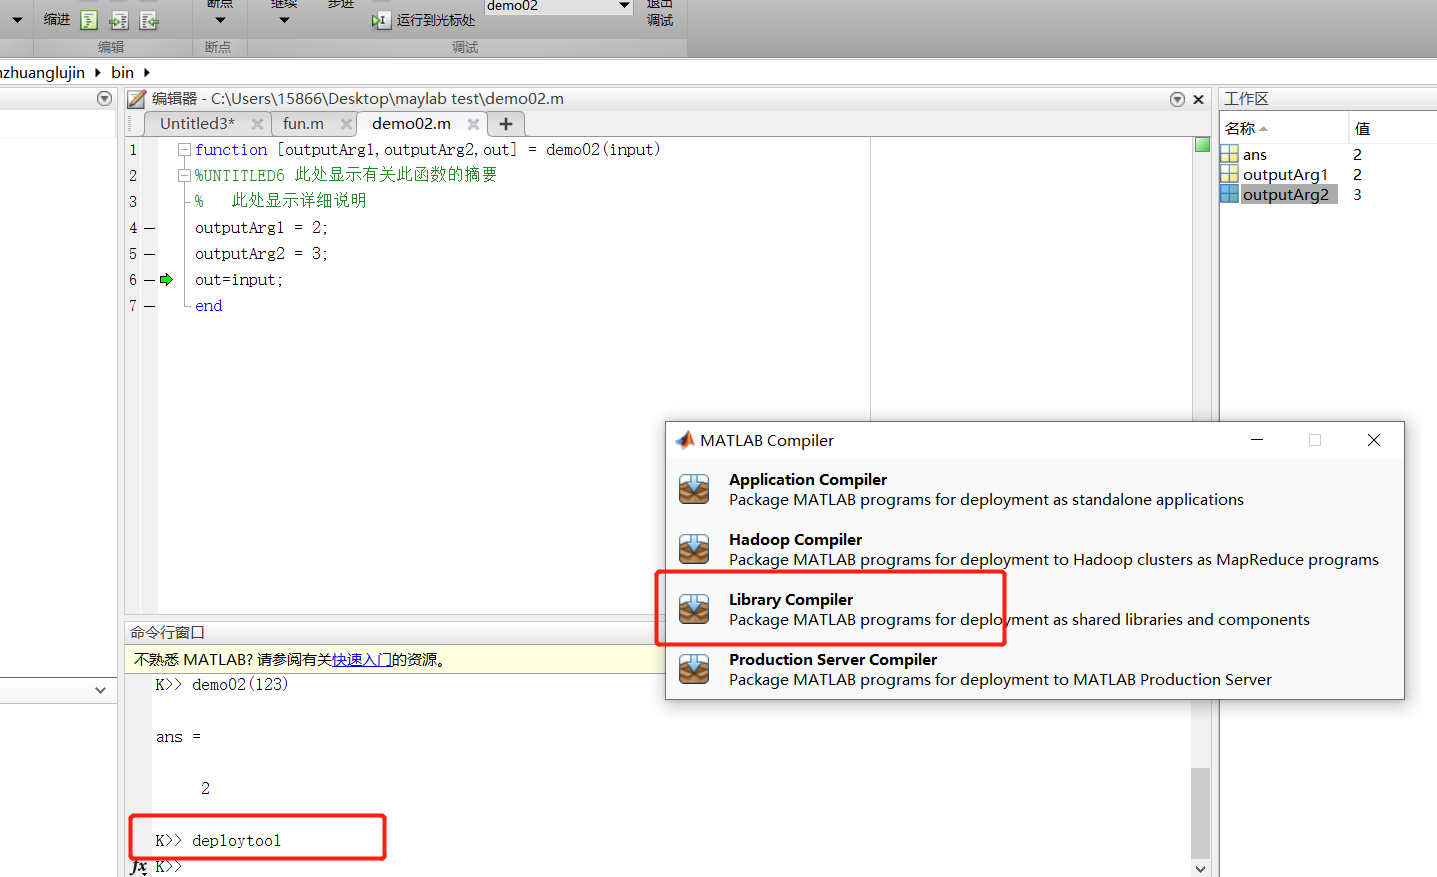 断点 继续 步进 demo02 退出
缩进 运行到光标处 调试
编辑 断点 调试
nzhuanglujin bin
编辑器 - C:\Users\15866\Desktop\maylab test\demo02.m
Untitled3* fun.m demo02.m +
1 function [outputArg1,outputArg2,out] = demo02(input)
2 %UNTITLED6 此处显示有关此函数的摘要
3 % 此处显示详细说明
4 outputArg1 = 2;
5 outputArg2 = 3;
6 out=input;
7 end
工作区
名称 值
ans 2
outputArg1 2
outputArg2 3
MATLAB Compiler
Application Compiler
Package MATLAB programs for deployment as standalone applications
Hadoop Compiler
Package MATLAB programs for deployment to Hadoop clusters as MapReduce programs
Library Compiler
Package MATLAB programs for deployment as shared libraries and components
Production Server Compiler
Package MATLAB programs for deployment to MATLAB Production Server
命令行窗口
不熟悉 MATLAB? 请参阅有关快速入门的资源。
K>> demo02(123)
ans =
2
K>> deploytool
fx K>>